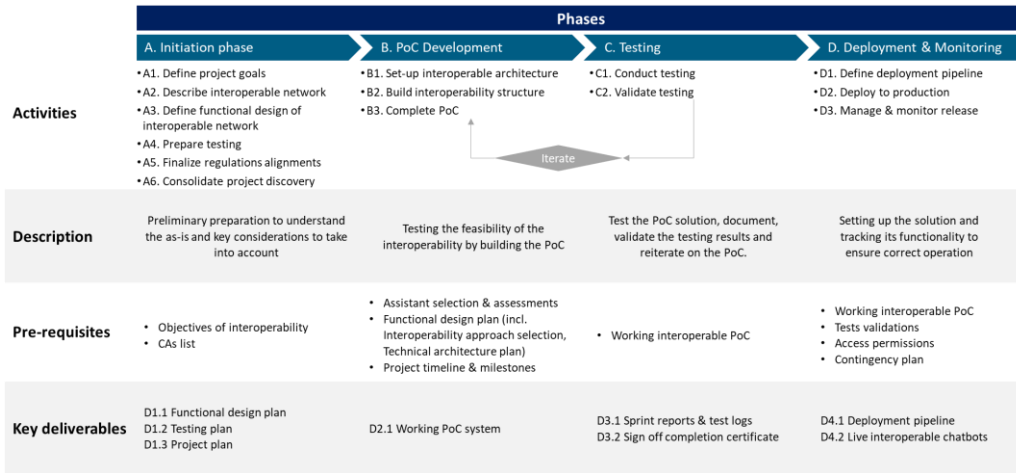 Phases
A. Initiation phase
B. PoC Development
C. Testing
D. Deployment & Monitoring
Activities
• A1. Define project goals
• A2. Describe interoperable network
• A3. Define functional design of
interoperable network
• A4. Prepare testing
• A5. Finalize regulations alignments
• A6. Consolidate project discovery
• B1. Set-up interoperable architecture
• B2. Build interoperability structure
• B3. Complete PoC
• C1. Conduct testing
• C2. Validate testing
Iterate
• D1. Define deployment pipeline
• D2. Deploy to production
• D3. Manage & monitor release
Description
Preliminary preparation to understand
the as-is and key considerations to take
into account
Testing the feasibility of the
interoperability by building the PoC
Test the PoC solution, document,
validate the testing results and
reiterate on the PoC.
Setting up the solution and
tracking its functionality to
ensure correct operation
Pre-requisites
• Objectives of interoperability
• CAs list
• Assistant selection & assessments
• Functional design plan (incl.
Interoperability approach selection,
Technical architecture plan)
• Project timeline & milestones
• Working interoperable PoC
• Working interoperable PoC
• Tests validations
• Access permissions
• Contingency plan
Key deliverables
D1.1 Functional design plan
D1.2 Testing plan
D1.3 Project plan
D2.1 Working PoC system
D3.1 Sprint reports & test logs
D3.2 Sign off completion certificate
D4.1 Deployment pipeline
D4.2 Live interoperable chatbots